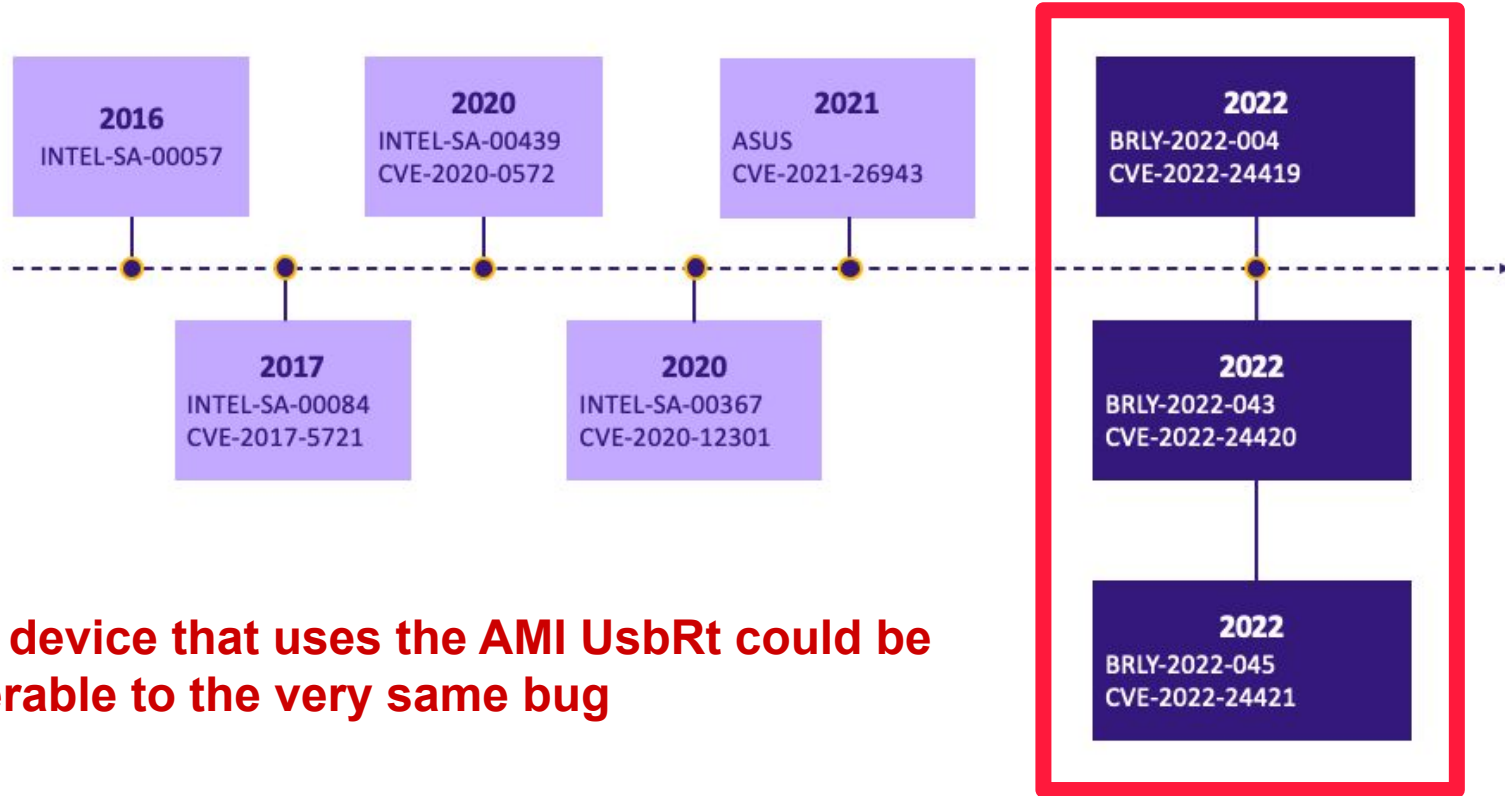 2016
INTEL-SA-00057
2020
INTEL-SA-00439
CVE-2020-0572
2021
ASUS
CVE-2021-26943
2022
BRLY-2022-004
CVE-2022-24419
2017
INTEL-SA-00084
CVE-2017-5721
2020
INTEL-SA-00367
CVE-2020-12301
2022
BRLY-2022-043
CVE-2022-24420
2022
BRLY-2022-045
CVE-2022-24421
device that uses the AMI UsbRt could be
erable to the very same bug